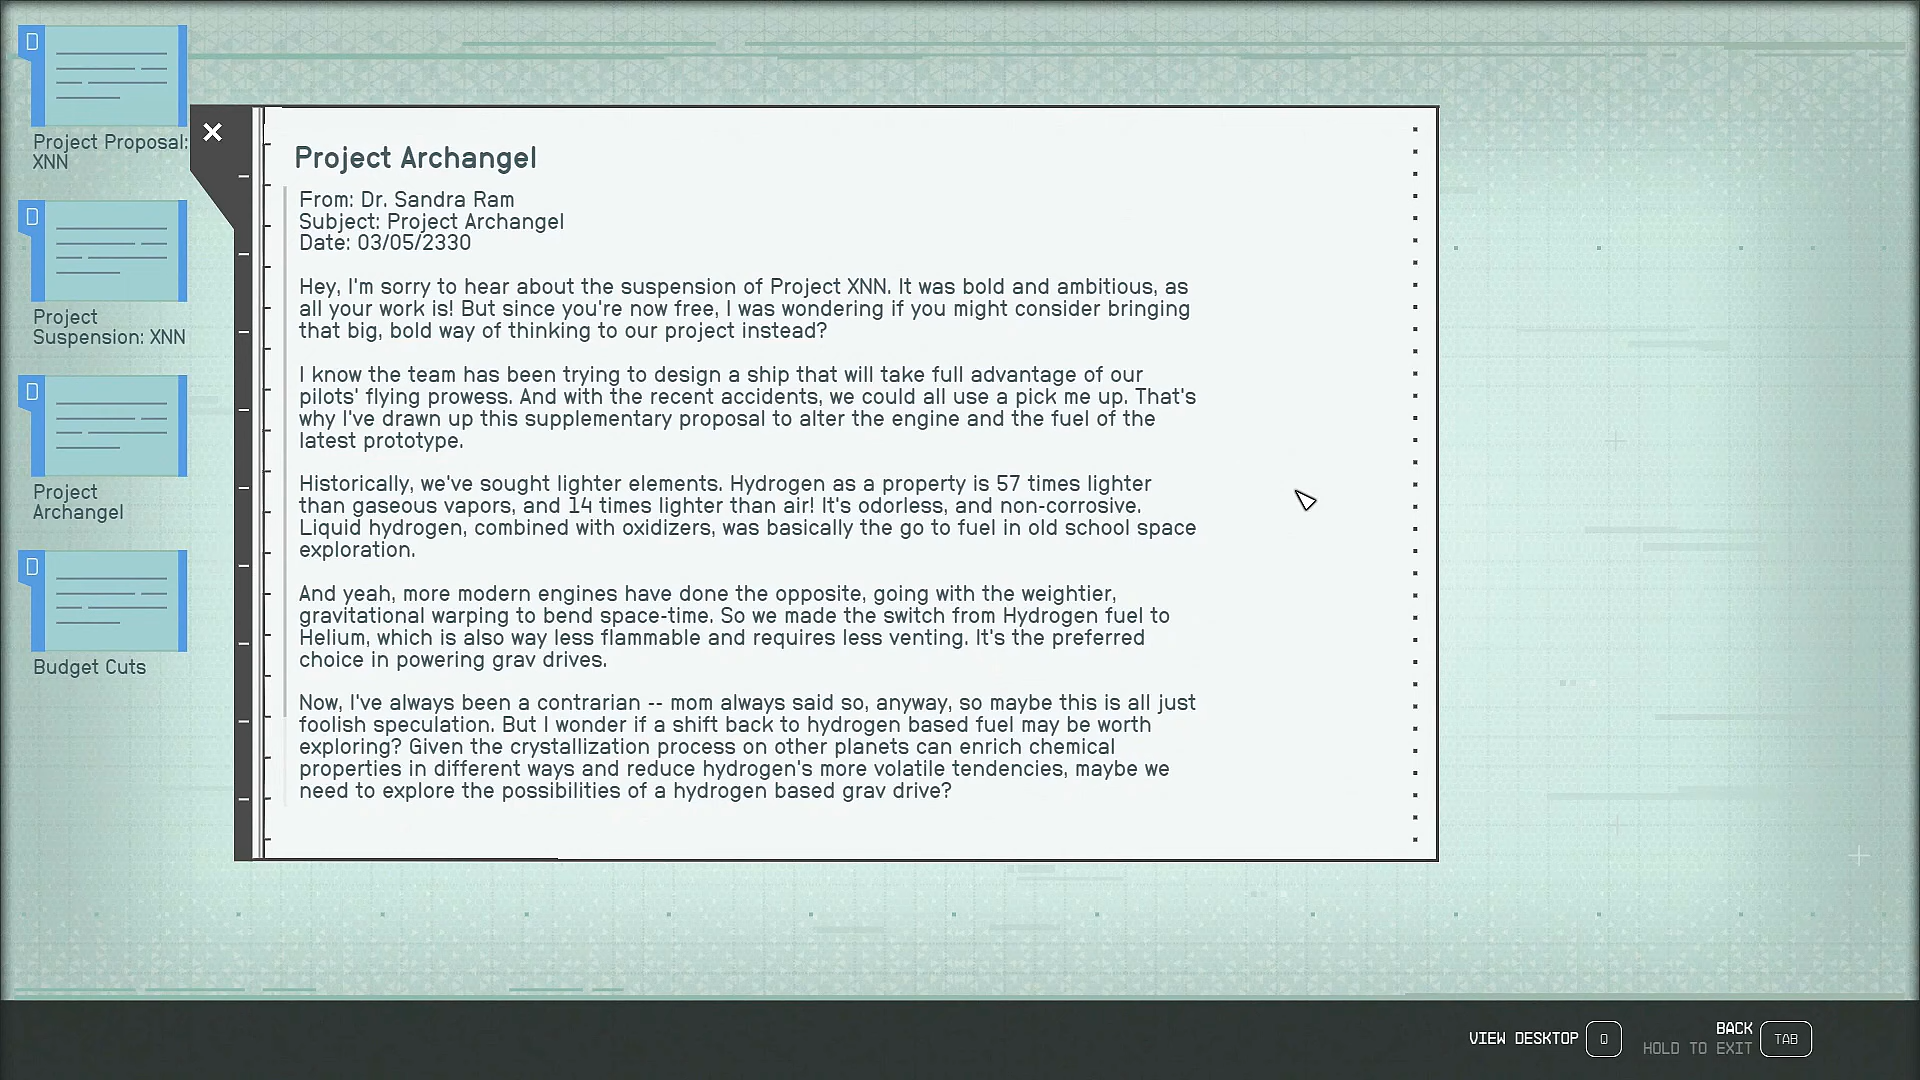 D
Project Proposal:
XNN
D
Project
Suspension: XNN
D
Project
Archangel
D
Budget Cuts
Project Archangel
From: Dr. Sandra Ram
Subject: Project Archangel
Date: 03/05/2330
Hey, I'm sorry to hear about the suspension of Project XNN. It was bold and ambitious, as
all your work is! But since you're now free, I was wondering if you might consider bringing
that big, bold way of thinking to our project instead?
I know the team has been trying to design a ship that will take full advantage of our
pilots' flying prowess. And with the recent accidents, we could all use a pick me up. That's
why I've drawn up this supplementary proposal to alter the engine and the fuel of the
latest prototype.
Historically, we've sought lighter elements. Hydrogen as a property is 57 times lighter
than gaseous vapors, and 14 times lighter than air! It's odorless, and non-corrosive.
Liquid hydrogen, combined with oxidizers, was basically the go to fuel in old school space
exploration.
And yeah, more modern engines have done the opposite, going with the weightier,
gravitational warping to bend space-time. So we made the switch from Hydrogen fuel to
Helium, which is also way less flammable and requires less venting. It's the preferred
choice in powering grav drives.
Now, I've always been a contrarian -- mom always said so, anyway, so maybe this is all just
foolish speculation. But I wonder if a shift back to hydrogen based fuel may be worth
exploring? Given the crystallization process on other planets can enrich chemical
properties in different ways and reduce hydrogen's more volatile tendencies, maybe we
need to explore the possibilities of a hydrogen based grav drive?
VIEW DESKTOP Q
BACK
HOLD TO EXIT TAB